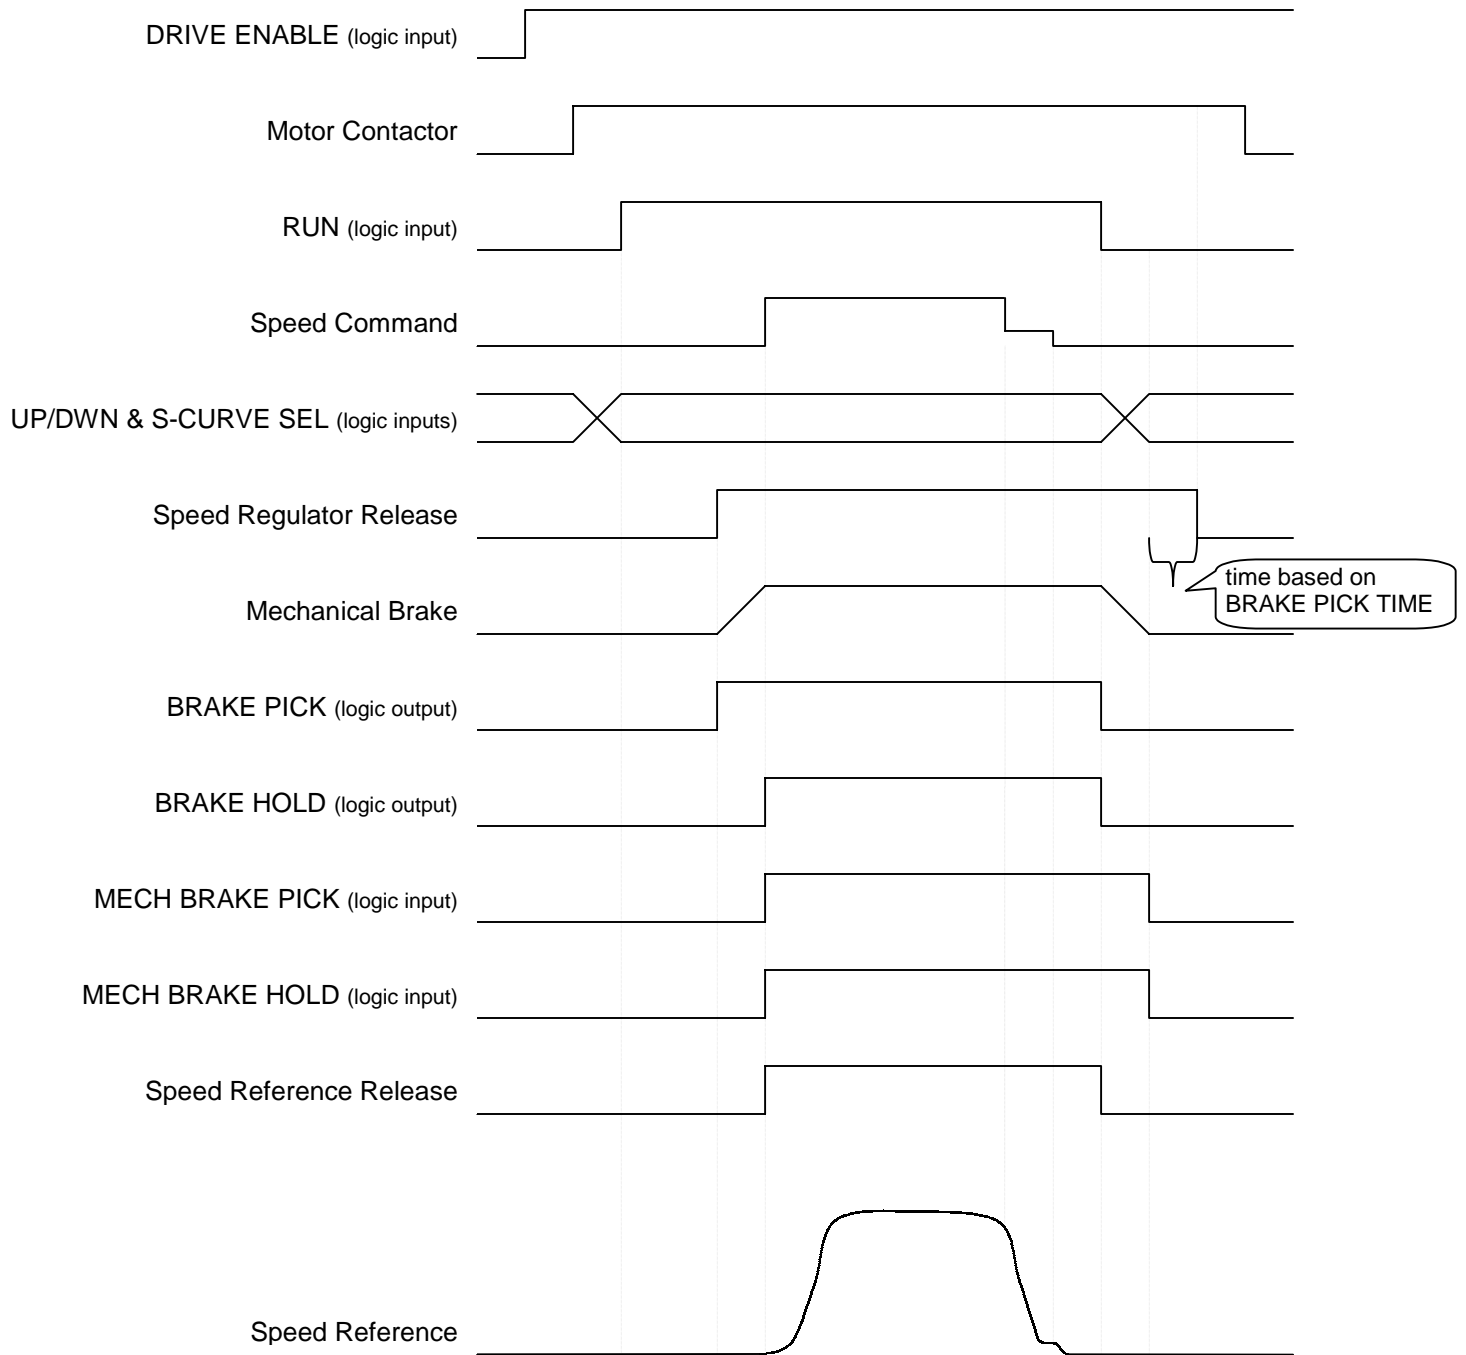 DRIVE ENABLE (logic input)
Motor Contactor
RUN (logic input)
Speed Command
UP/DWN & S-CURVE SEL (logic inputs)
Speed Regulator Release
time based on
BRAKE PICK TIME
Mechanical Brake
BRAKE PICK (logic output)
BRAKE HOLD (logic output)
MECH BRAKE PICK (logic input)
MECH BRAKE HOLD (logic input)
Speed Reference Release
Speed Reference